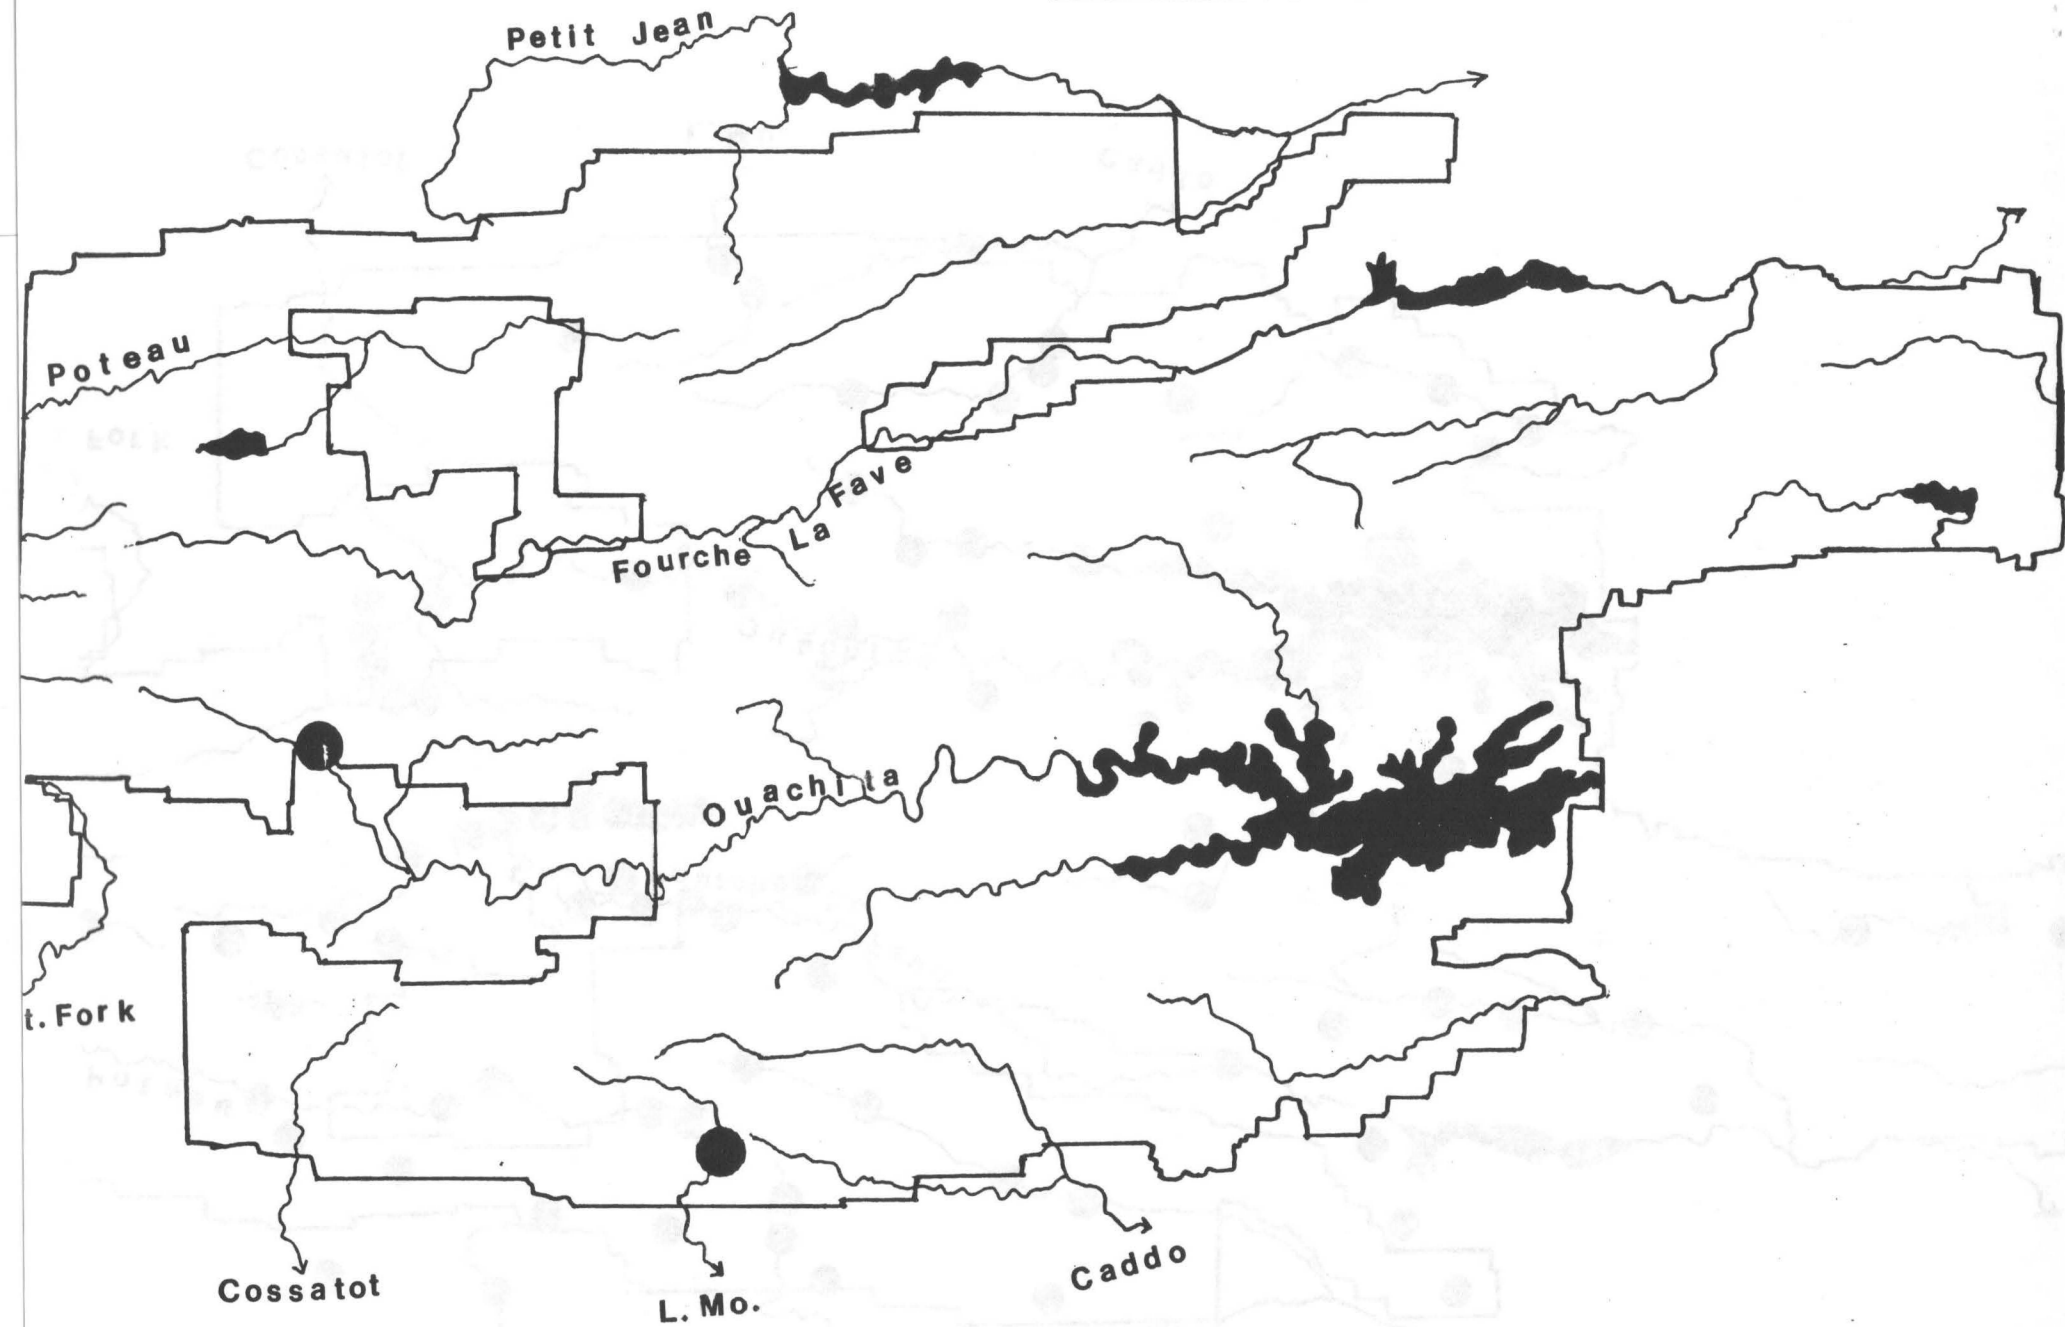 Petit Jean
Poteau
Fourche La Fave
Ouachita
t. Fork
Cossatot
L. Mo.
Caddo